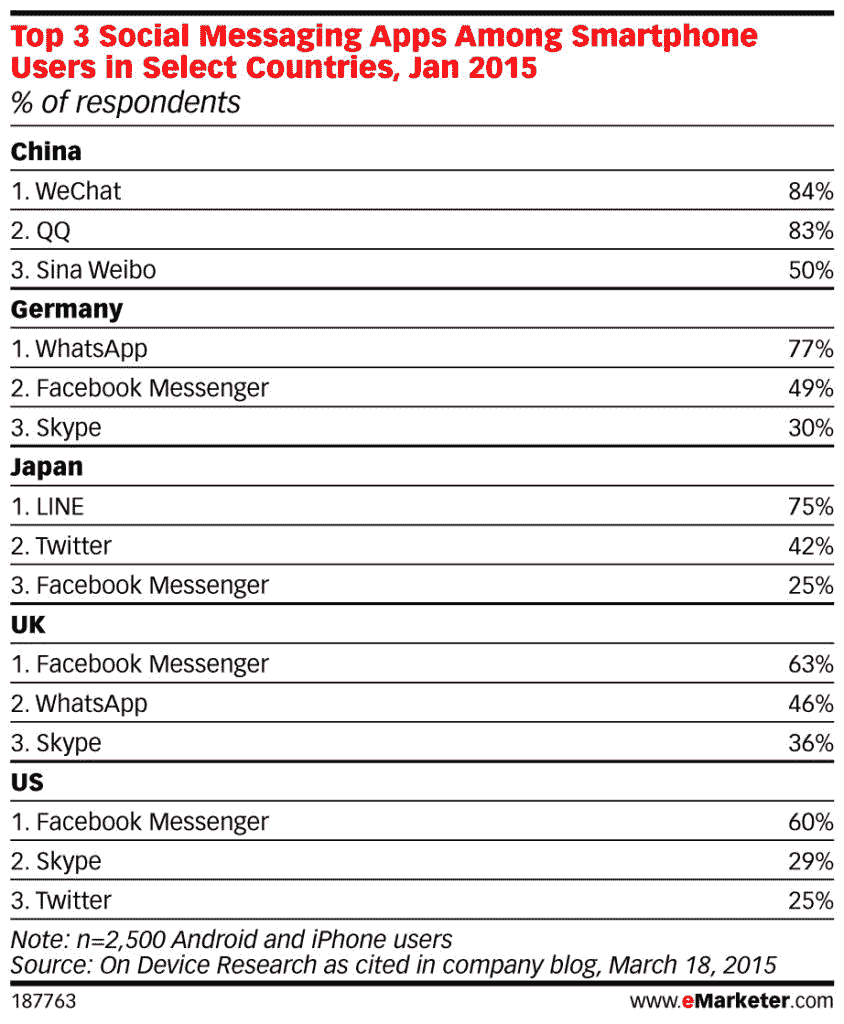 Top 3 Social Messaging Apps Among Smartphone
Users in Select Countries, Jan 2015
% of respondents
China
1. WeChat 84%
2. QQ 83%
3. Sina Weibo 50%
Germany
1. WhatsApp 77%
2. Facebook Messenger 49%
3. Skype 30%
Japan
1. LINE 75%
2. Twitter 42%
3. Facebook Messenger 25%
UK
1. Facebook Messenger 63%
2. WhatsApp 46%
3. Skype 36%
US
1. Facebook Messenger 60%
2. Skype 29%
3. Twitter 25%
Note: n=2,500 Android and iPhone users
Source: On Device Research as cited in company blog, March 18, 2015
187763 www.eMarketer.com